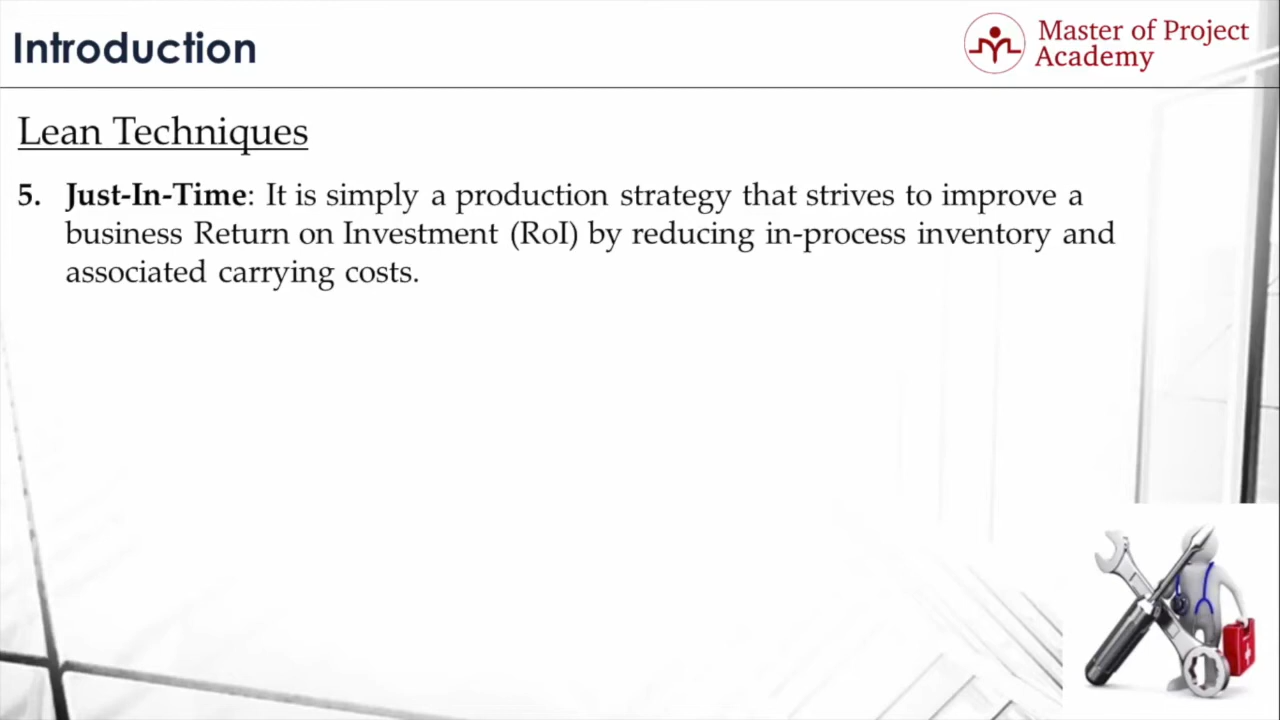 Introduction
Master of Project
Academy
Lean Techniques
5. Just-In-Time: It is simply a production strategy that strives to improve a
business Return on Investment (RoI) by reducing in-process inventory and
associated carrying costs.